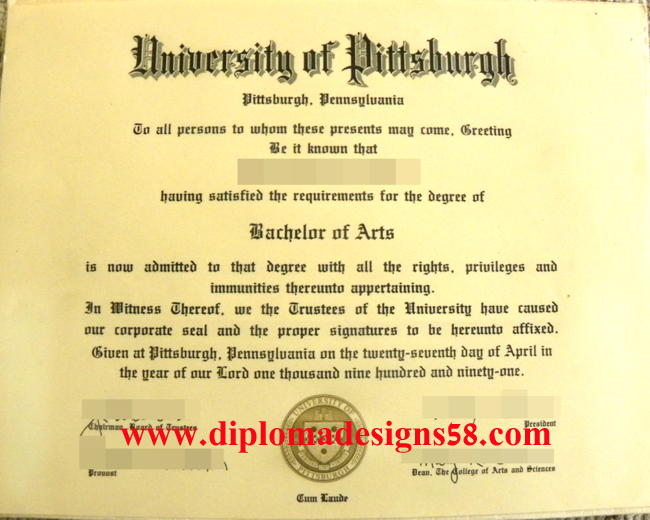 University of Pittsburgh
Pittsburgh, Pennsylvania
To all persons to whom these presents may come, Greeting
Be it known that
having satisfied the requirements for the degree of
Bachelor of Arts
is now admitted to that degree with all the rights, privileges and
immunities thereunto appertaining.
In Witness Thereof, we the Trustees of the University have caused
our corporate seal and the proper signatures to be hereunto affixed.
Given at Pittsburgh, Pennsylvania on the twenty-seventh day of April in
the year of our Lord one thousand nine hundred and ninety-one.
Chairman, Board of Trustees
President
www.diplomadesigns58.com
UNIVERSITY OF
PITTSBURGH
Provost
Dean, The College of Arts and Sciences
Cum Laude